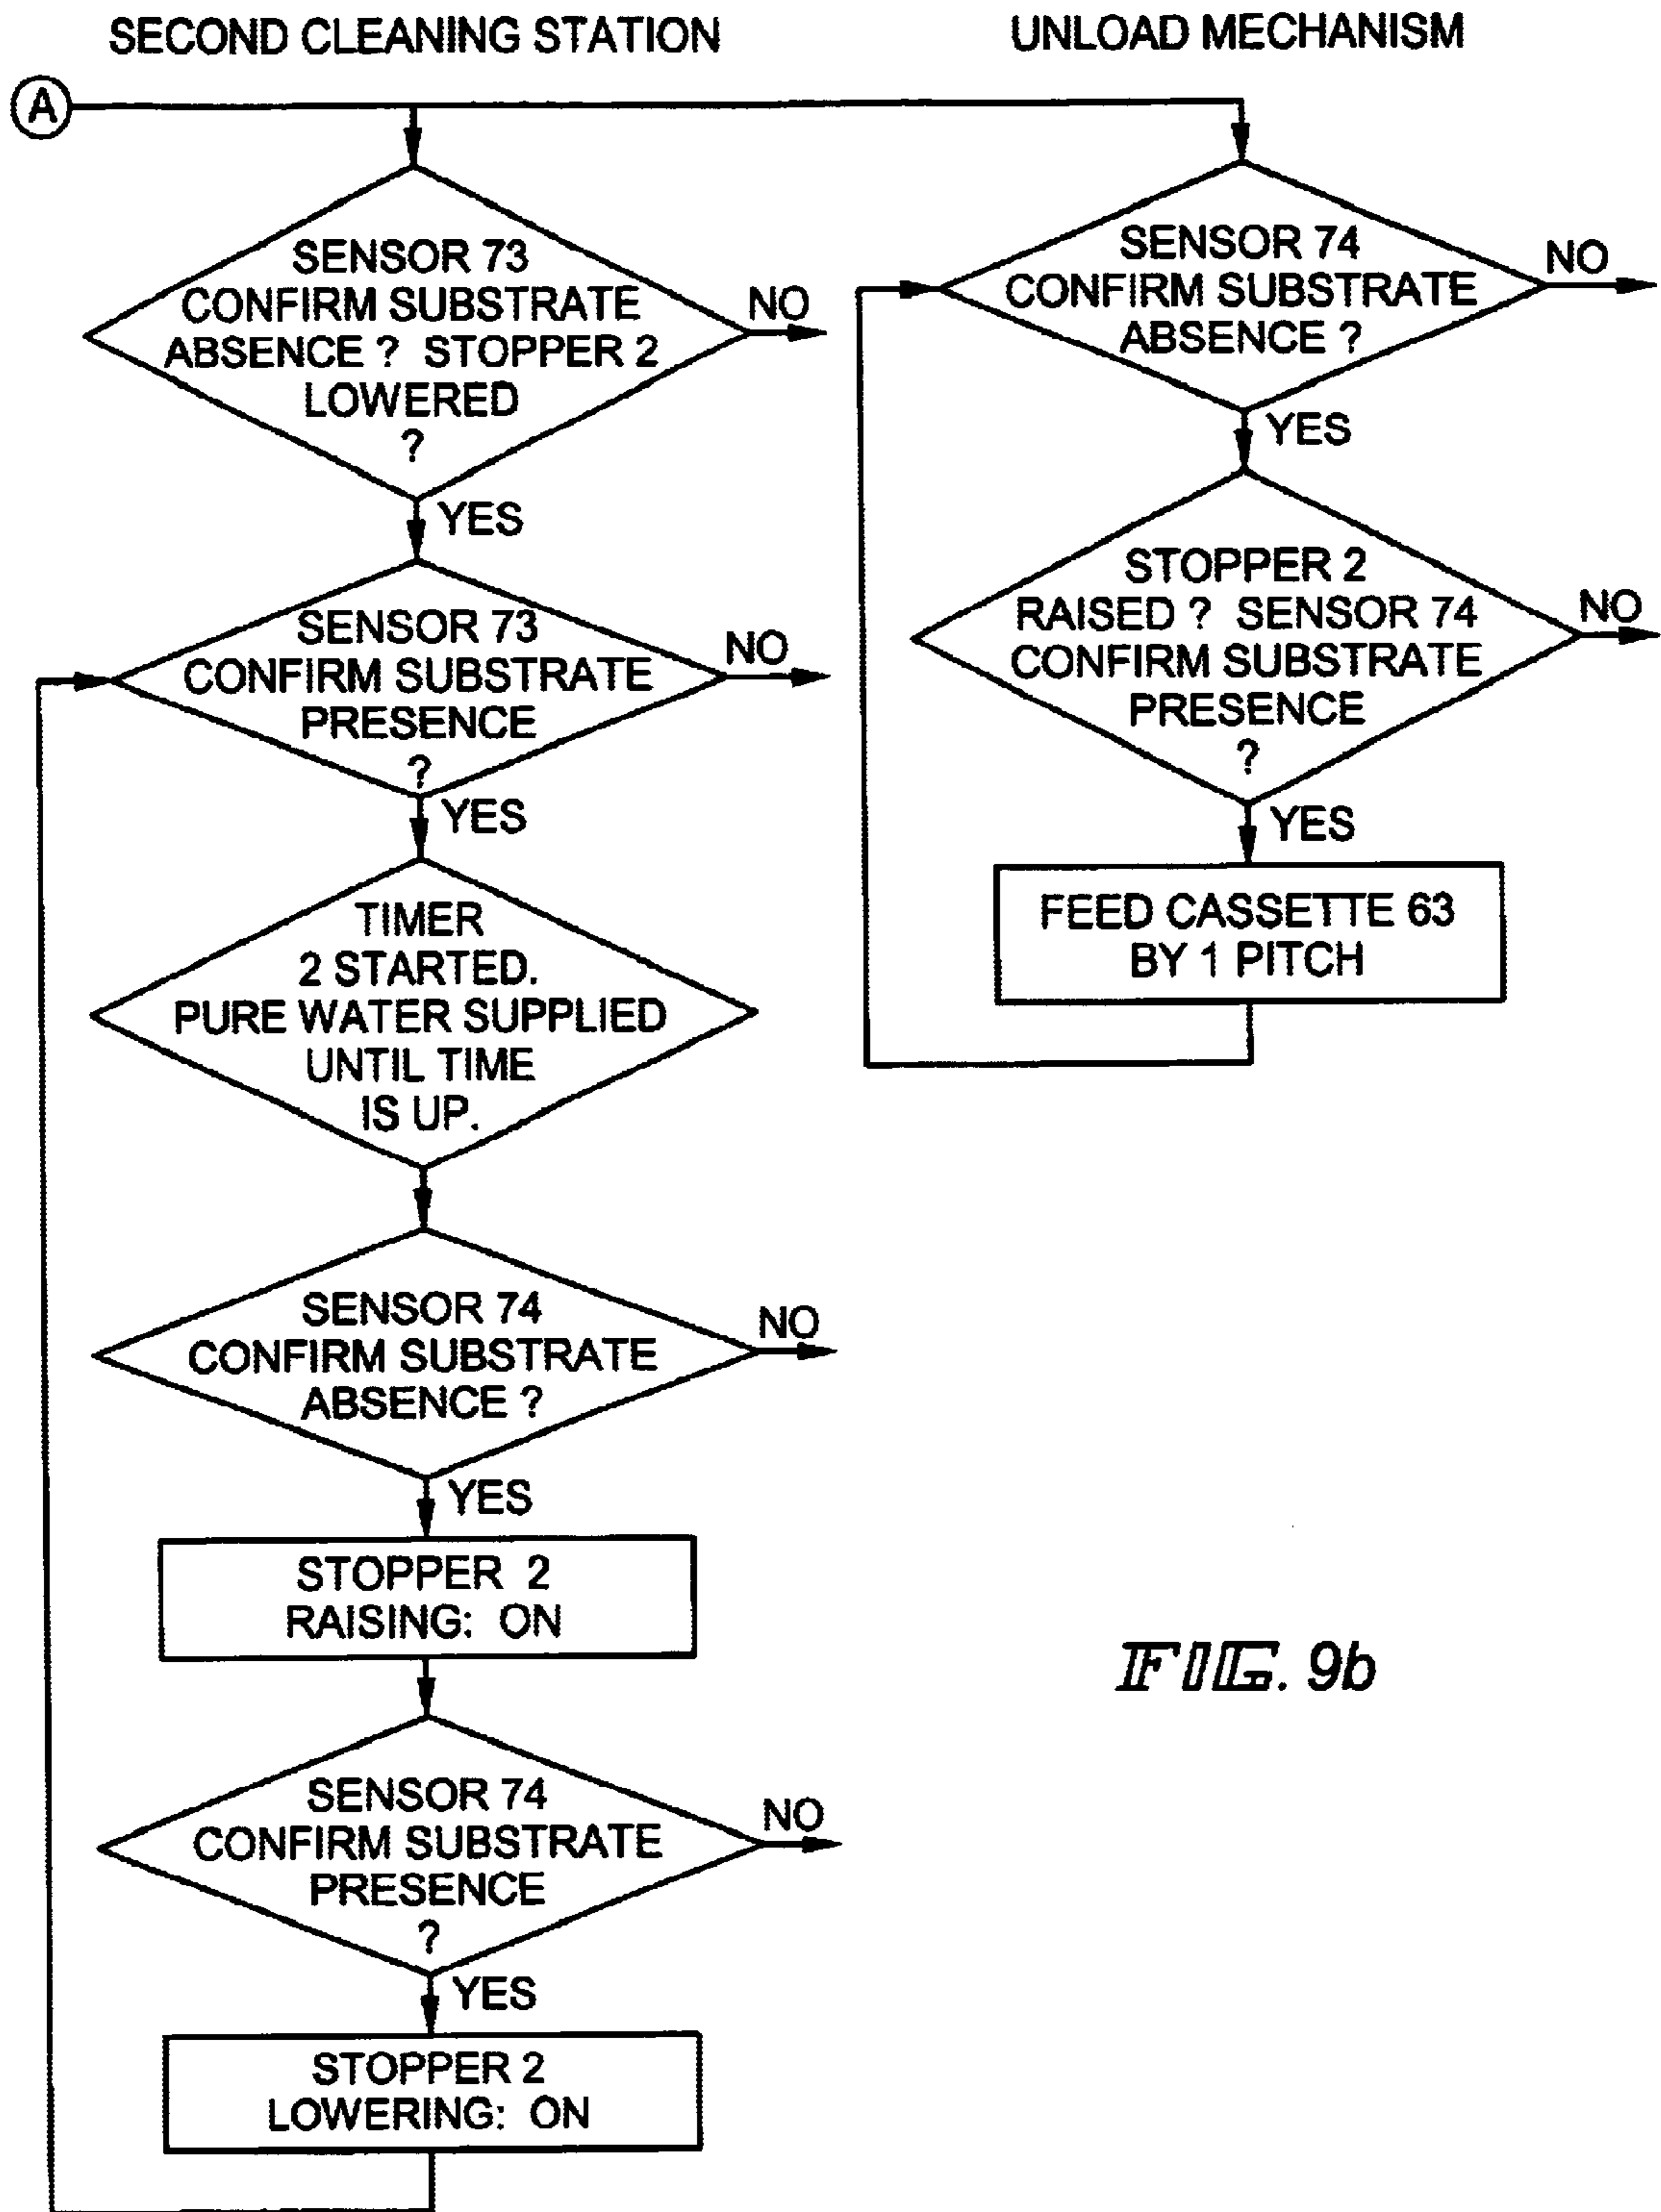 SECOND CLEANING STATION
UNLOAD MECHANISM
A
SENSOR 73
CONFIRM SUBSTRATE
ABSENCE ? STOPPER 2
LOWERED
?
NO
YES
SENSOR 73
CONFIRM SUBSTRATE
PRESENCE
?
NO
YES
TIMER
2 STARTED.
PURE WATER SUPPLIED
UNTIL TIME
IS UP.
SENSOR 74
CONFIRM SUBSTRATE
ABSENCE ?
NO
YES
STOPPER 2
RAISING: ON
SENSOR 74
CONFIRM SUBSTRATE
PRESENCE
?
NO
YES
STOPPER 2
LOWERING: ON
SENSOR 74
CONFIRM SUBSTRATE
ABSENCE ?
NO
YES
STOPPER 2
RAISED ? SENSOR 74
CONFIRM SUBSTRATE
PRESENCE
?
NO
YES
FEED CASSETTE 63
BY 1 PITCH
FIG. 9b